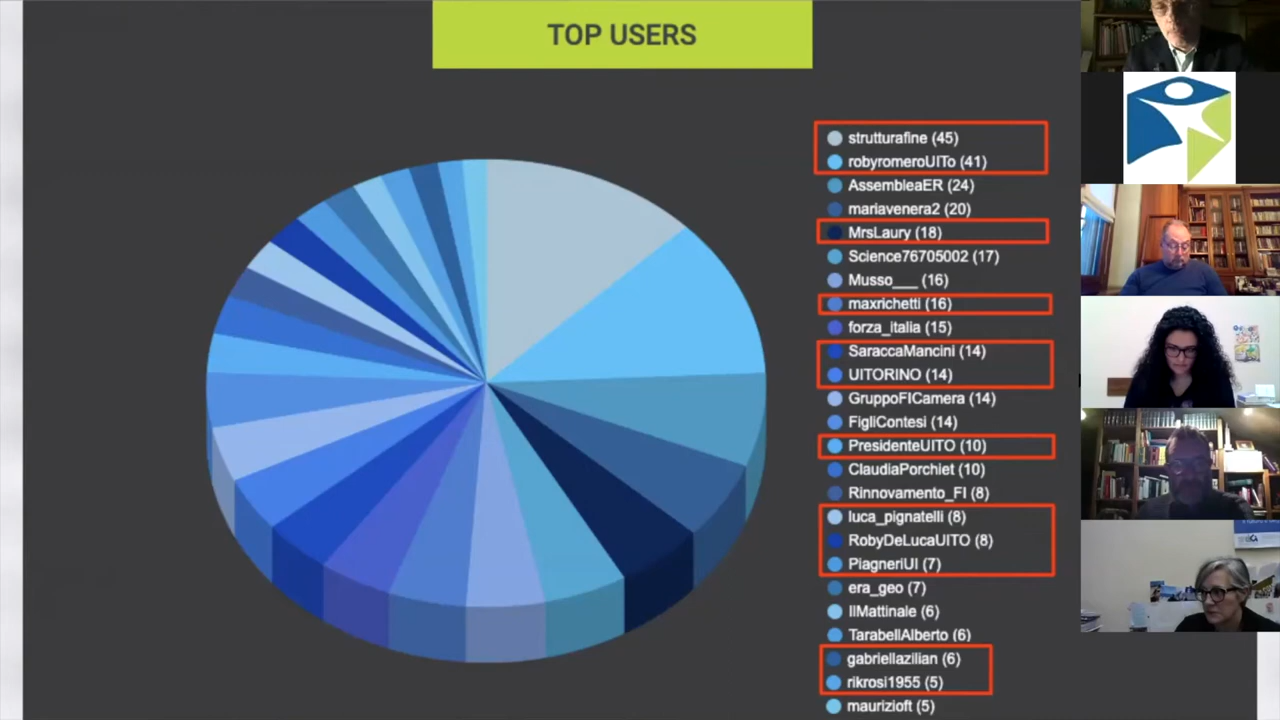 TOP USERS
strutturafine (45)
robyromeroUITo (41)
AssembleaER (24)
mariavenera2 (20)
MrsLaury (18)
Science76705002 (17)
Musso___ (16)
maxrichetti (16)
forza_italia (15)
SaraccaMancini (14)
UITORINO (14)
GruppoFICamera (14)
FigliContesi (14)
PresidenteUITO (10)
ClaudiaPorchiet (10)
Rinnovamento_FI (8)
luca_pignatelli (8)
RobyDeLucaUITO (8)
PiagneriUI (7)
era_geo (7)
IlMattinale (6)
TarabellAlberto (6)
gabriellazilian (6)
rikrosi1955 (5)
maurizioft (5)